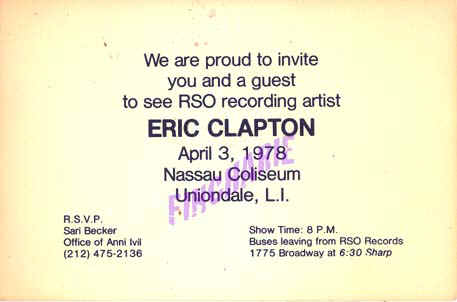 We are proud to invite
you and a guest
to see RSO recording artist
ERIC CLAPTON
April 3, 1978
Nassau Coliseum
Uniondale, L.I.
FINCHARIE
R.S.V.P.
Sari Becker
Office of Anni Ivil
(212) 475-2136
Show Time: 8 P.M.
Buses leaving from RSO Records
1775 Broadway at 6:30 Sharp